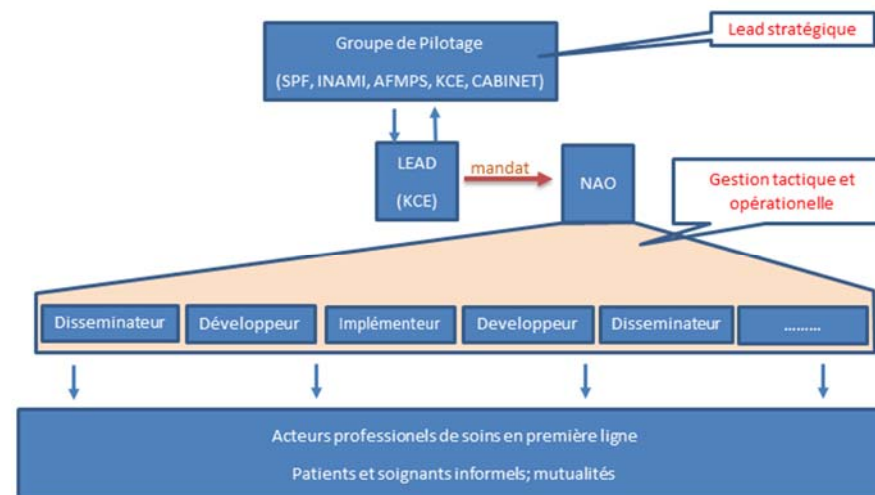 Groupe de Pilotage
(SPF, INAMI, AFMPS, KCE, CABINET)
Lead stratégique
LEAD
(KCE)
mandat
NAO
Gestion tactique et
opérationelle
Disseminateur
Développeur
Implémenteur
Developpeur
Disseminateur
.........
Acteurs professionels de soins en première ligne
Patients et soignants informels; mutualités